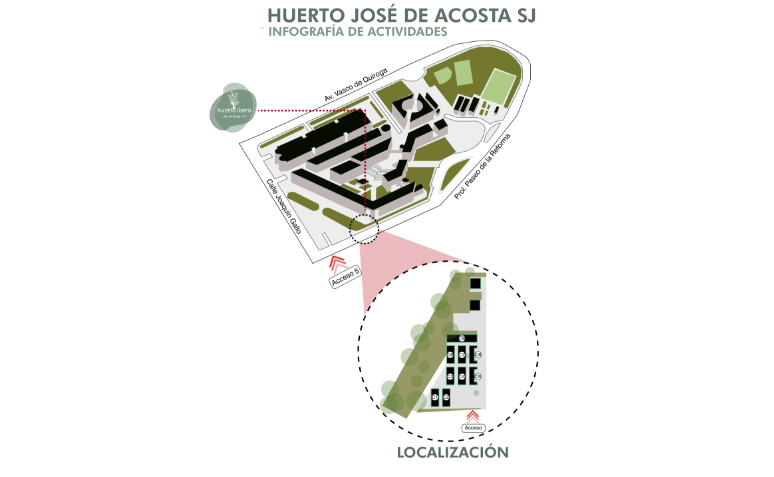 HUERTO JOSÉ DE ACOSTA SJ
INFOGRAFÍA DE ACTIVIDADES
Av. Vasco de Quiroga
huerto ibero
Prol. Paseo de la Reforma
Calle Joaquín Gallo
Acceso 5
Acceso
LOCALIZACIÓN